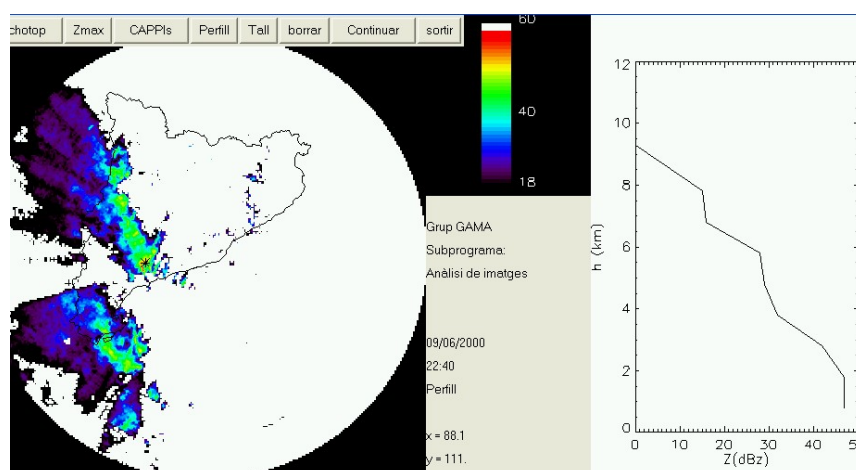 chotop Zmax CAPPIs Perfill Tall borrar Continuar sortir
60
40
18
Grup GAMA
Subprograma:
Anàlisi de imatges
09/06/2000
22:40
Perfill
x = 88.1
y = 111.
12
10
8
6
4
2
0
h (km)
0 10 20 30 40 50
Z(dBz)